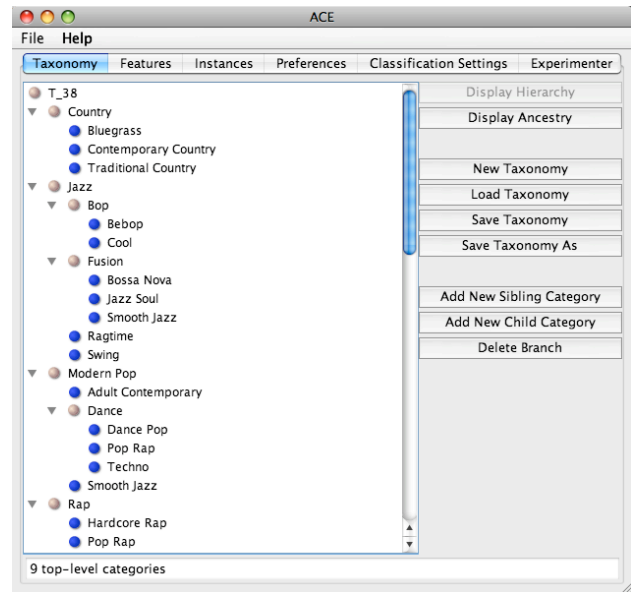 ACE
File Help
Taxonomy Features Instances Preferences Classification Settings Experimenter
T_38
Country
Bluegrass
Contemporary Country
Traditional Country
Jazz
Bop
Bebop
Cool
Fusion
Bossa Nova
Jazz Soul
Smooth Jazz
Ragtime
Swing
Modern Pop
Adult Contemporary
Dance
Dance Pop
Pop Rap
Techno
Smooth Jazz
Rap
Hardcore Rap
Pop Rap
Display Hierarchy
Display Ancestry
New Taxonomy
Load Taxonomy
Save Taxonomy
Save Taxonomy As
Add New Sibling Category
Add New Child Category
Delete Branch
9 top-level categories